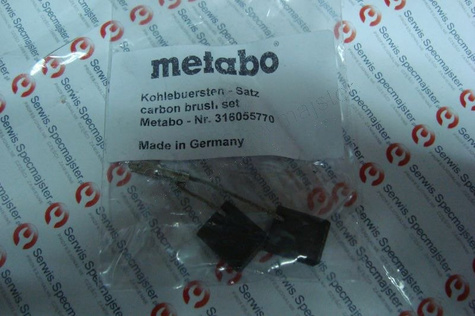 metabo®
Kohlebuersten - Satz
carbon brush set
Metabo - Nr. 316055770
Made in Germany
Serwis Specmajster